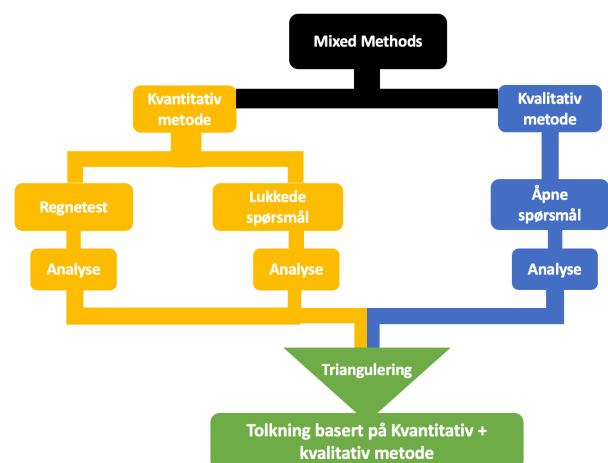 Mixed Methods
Kvantitativ
metode
Kvalitativ
metode
Regnetest
Lukkede
spørsmål
Åpne
spørsmål
Analyse
Analyse
Analyse
Triangulering
Tolkning basert på Kvantitativ +
kvalitativ metode